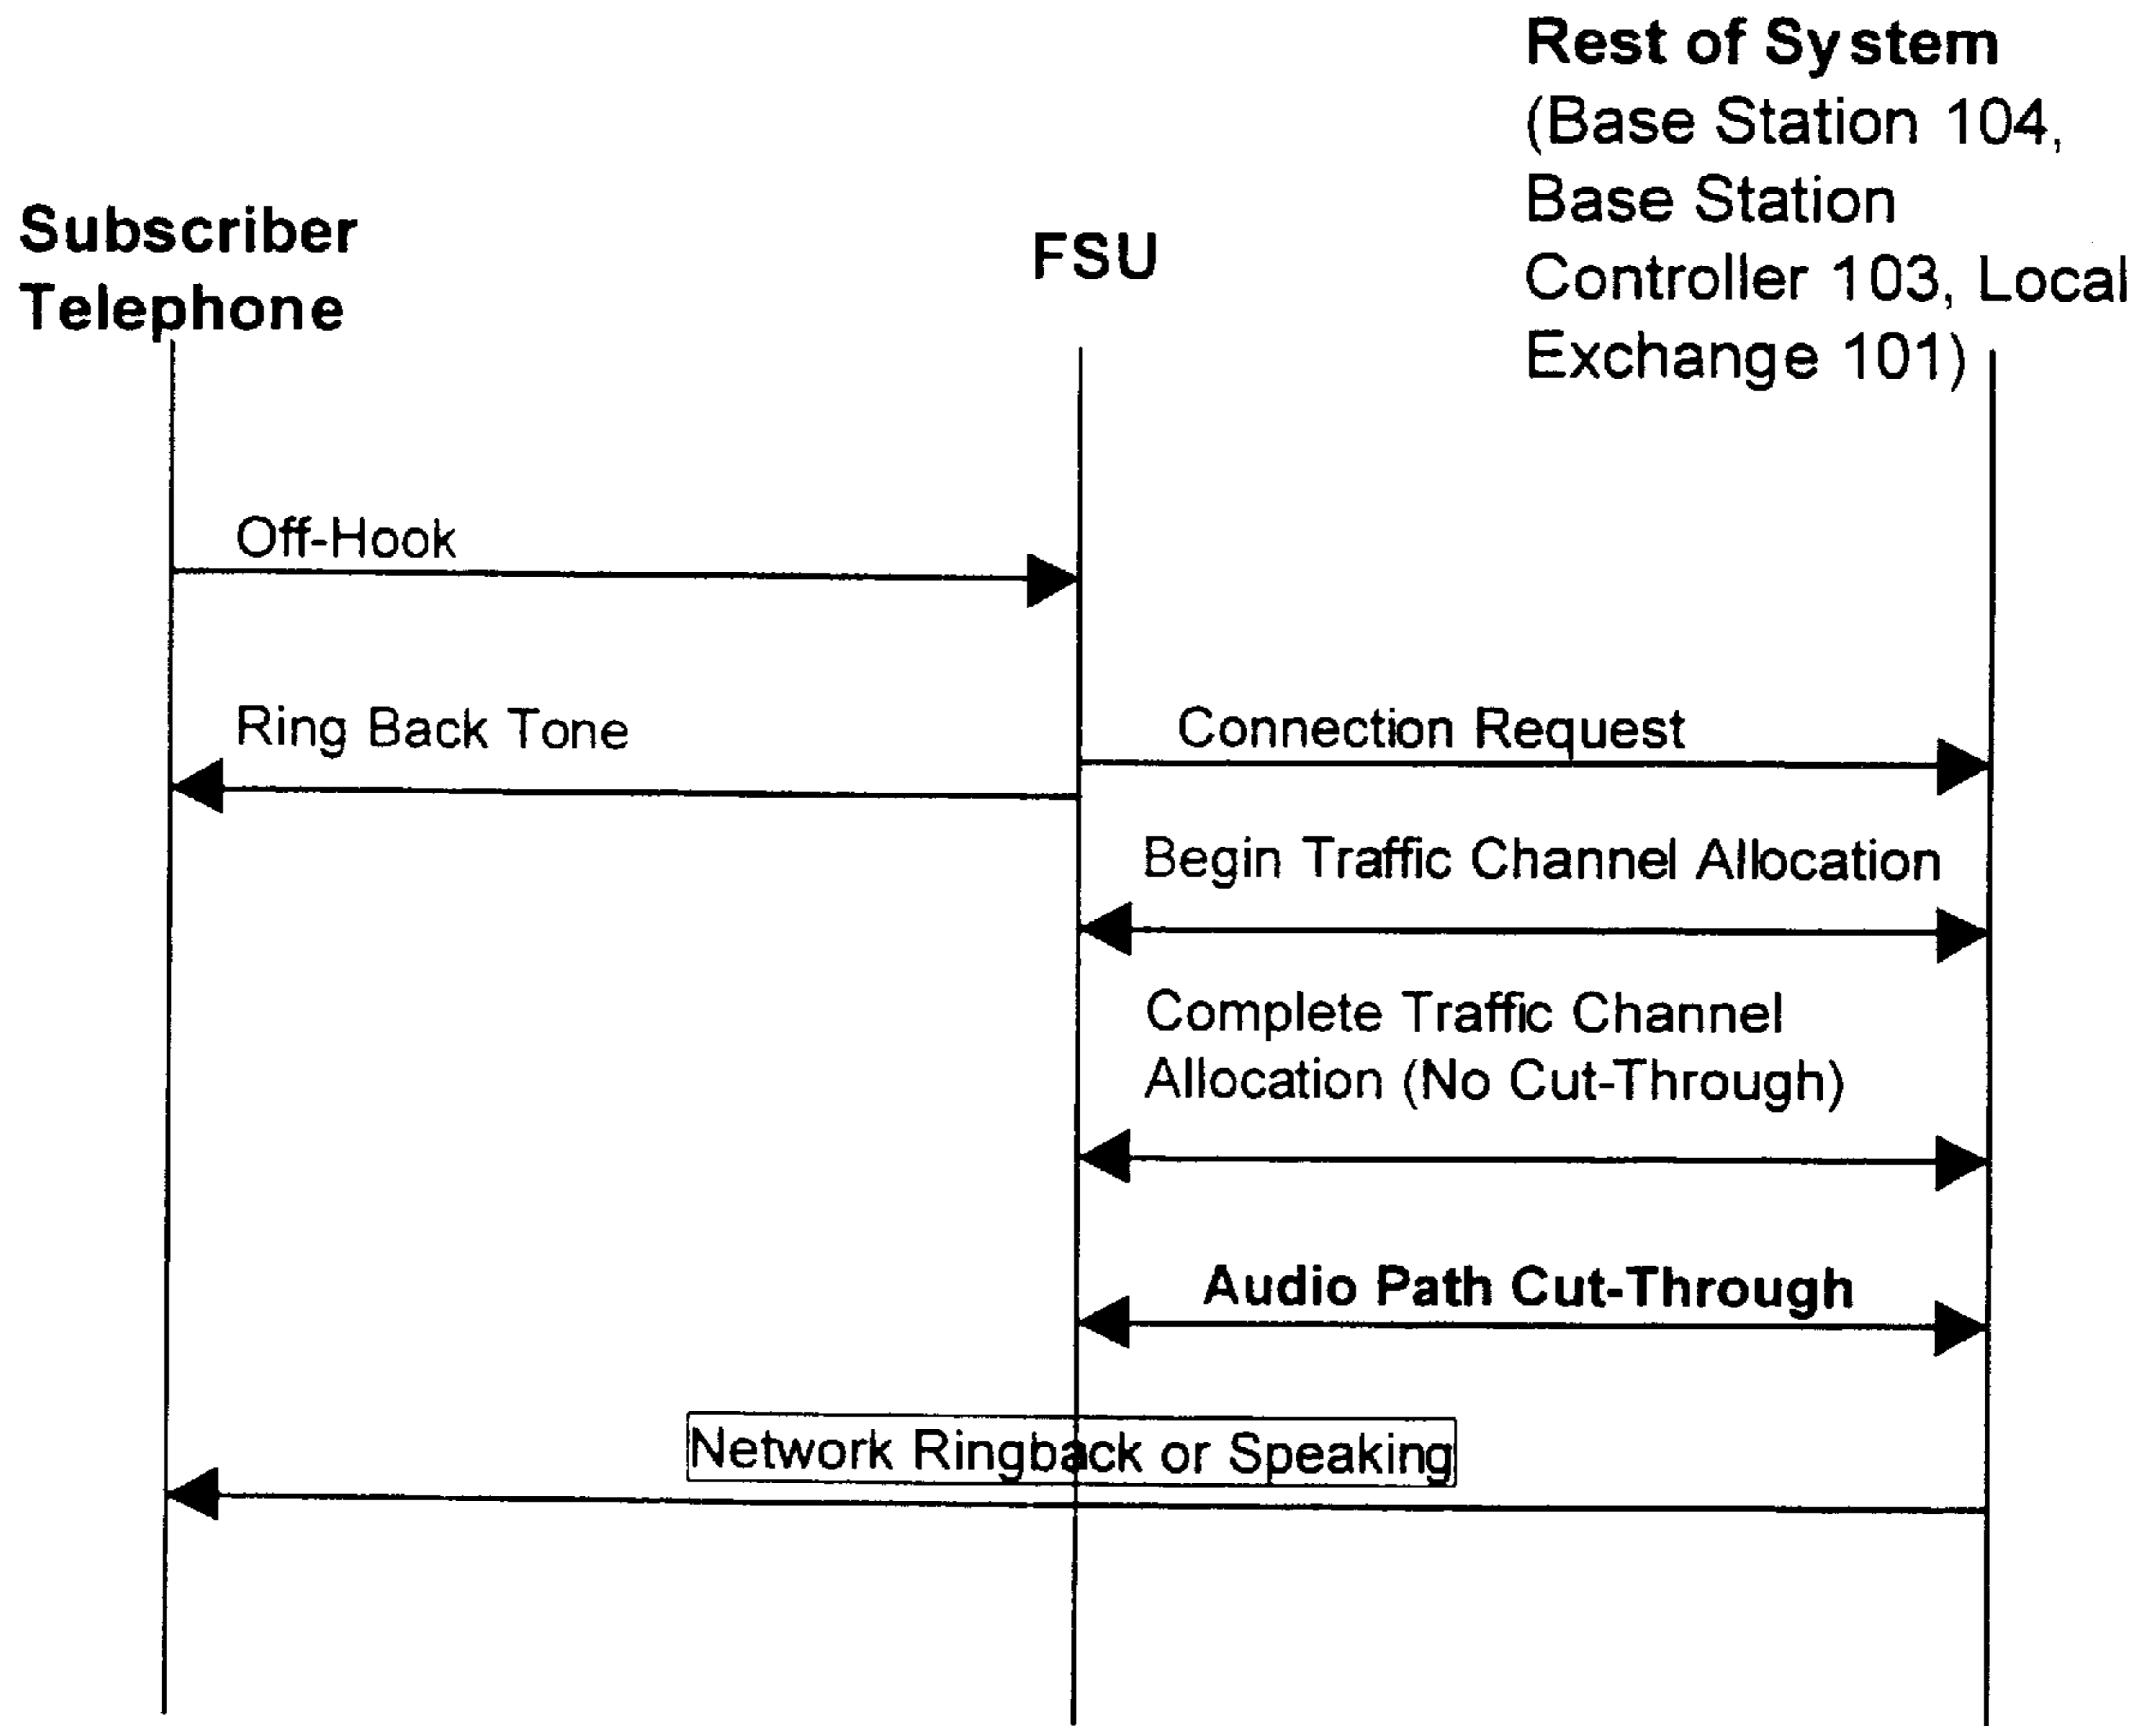 Rest of System
(Base Station 104,
Base Station
Controller 103, Local
Exchange 101)
Subscriber
Telephone
FSU
Off-Hook
Ring Back Tone
Connection Request
Begin Traffic Channel Allocation
Complete Traffic Channel
Allocation (No Cut-Through)
Audio Path Cut-Through
Network Ringback or Speaking